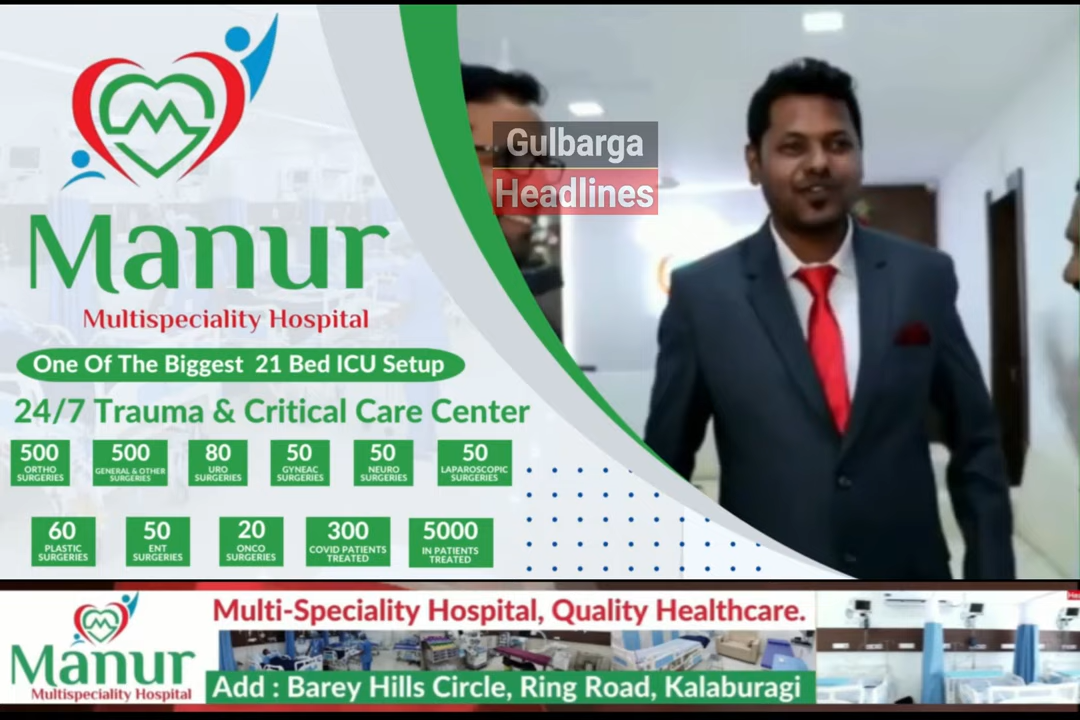 Manur
Multispeciality Hospital
One Of The Biggest 21 Bed ICU Setup
24/7 Trauma & Critical Care Center
500
ORTHO
SURGERIES
500
GENERAL & OTHER
SURGERIES
80
URO
SURGERIES
50
GYNEAC
SURGERIES
50
NEURO
SURGERIES
50
LAPAROSCOPIC
SURGERIES
60
PLASTIC
SURGERIES
50
ENT
SURGERIES
20
ONCO
SURGERIES
300
COVID PATIENTS
TREATED
5000
IN PATIENTS
TREATED
Gulbarga
Headlines
Manur
Multispeciality Hospital
Multi-Speciality Hospital, Quality Healthcare.
Add : Barey Hills Circle, Ring Road, Kalaburagi